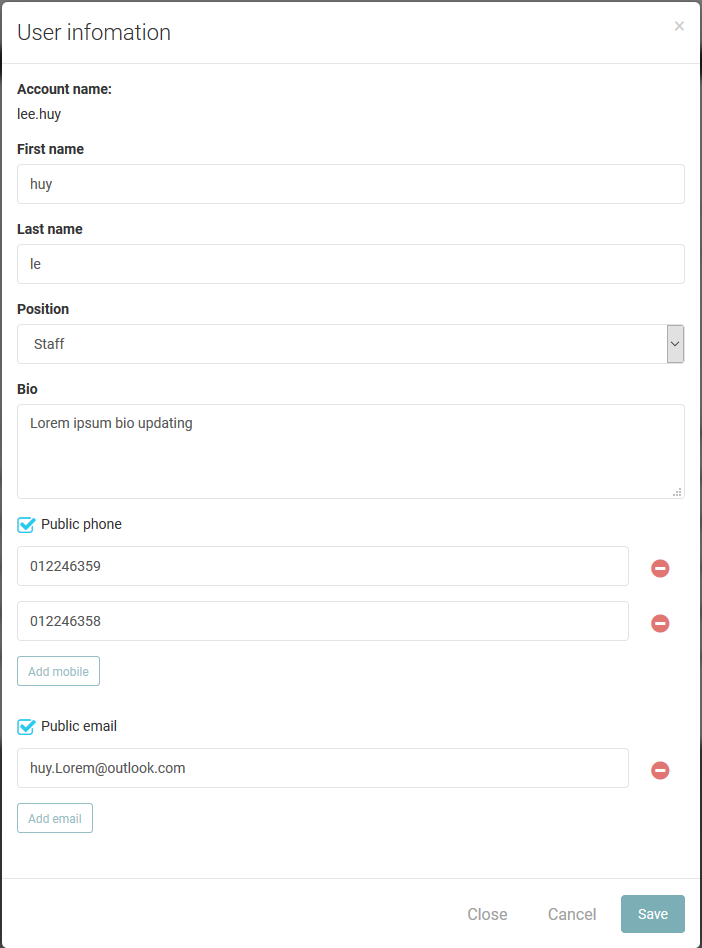 User infomation
×
Account name:
lee.huy
First name
huy
Last name
le
Position
Staff
Bio
Lorem ipsum bio updating
Public phone
012246359
012246358
Add mobile
Public email
huy.Lorem@outlook.com
Add email
Close Cancel Save